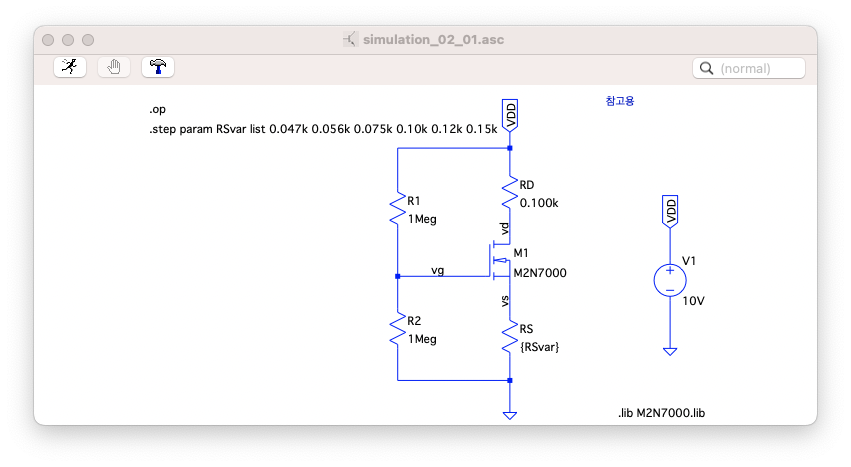 simulation_02_01.asc
(normal)
.op
.step param RSvar list 0.047k 0.056k 0.075k 0.10k 0.12k 0.15k
VDD
참고용
R1
1Meg
RD
0.100k
vd
M1
M2N7000
vg
vs
R2
1Meg
RS
{RSvar}
VDD
V1
10V
.lib M2N7000.lib